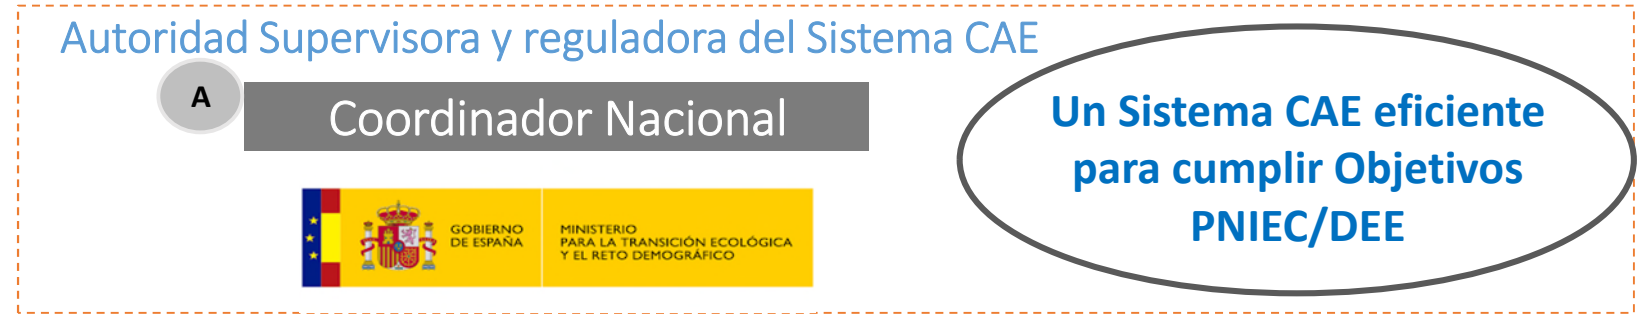 Autoridad Supervisora y reguladora del Sistema CAE
A
Coordinador Nacional
Un Sistema CAE eficiente
para cumplir Objetivos
PNIEC/DEE
GOBIERNO
DE ESPAÑA
MINISTERIO
PARA LA TRANSICIÓN ECOLÓGICA
Y EL RETO DEMOGRÁFICO